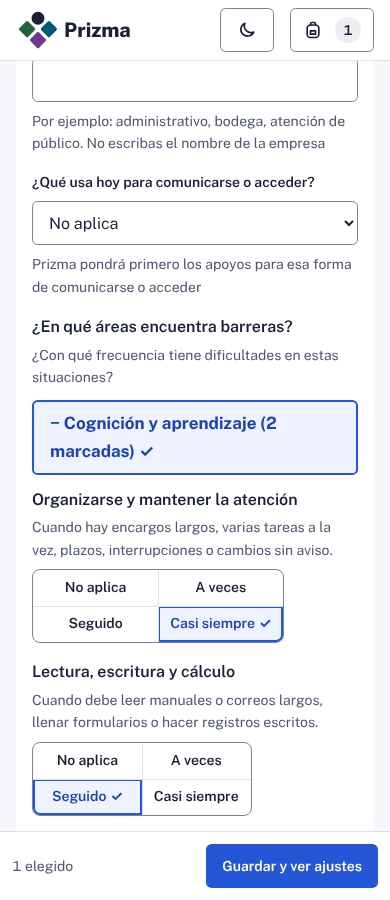 Prizma
1
Por ejemplo: administrativo, bodega, atención de
público. No escribas el nombre de la empresa
¿Qué usa hoy para comunicarse o acceder?
No aplica
Prizma pondrá primero los apoyos para esa forma
de comunicarse o acceder
¿En qué áreas encuentra barreras?
¿Con qué frecuencia tiene dificultades en estas
situaciones?
− Cognición y aprendizaje (2
marcadas) ✓
Organizarse y mantener la atención
Cuando hay encargos largos, varias tareas a la
vez, plazos, interrupciones o cambios sin aviso.
No aplica A veces
Seguido Casi siempre ✓
Lectura, escritura y cálculo
Cuando debe leer manuales o correos largos,
llenar formularios o hacer registros escritos.
No aplica A veces
Seguido ✓ Casi siempre
1 elegido Guardar y ver ajustes